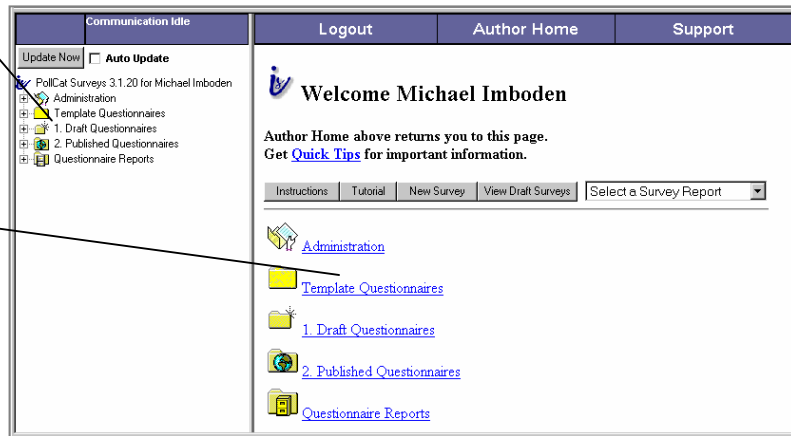 Communication Idle
Logout Author Home Support
Update Now Auto Update
PollCat Surveys 3.1.20 for Michael Imboden
Administration
Template Questionnaires
1. Draft Questionnaires
2. Published Questionnaires
Questionnaire Reports
Welcome Michael Imboden
Author Home above returns you to this page.
Get Quick Tips for important information.
Instructions Tutorial New Survey View Draft Surveys Select a Survey Report
Administration
Template Questionnaires
1. Draft Questionnaires
2. Published Questionnaires
Questionnaire Reports